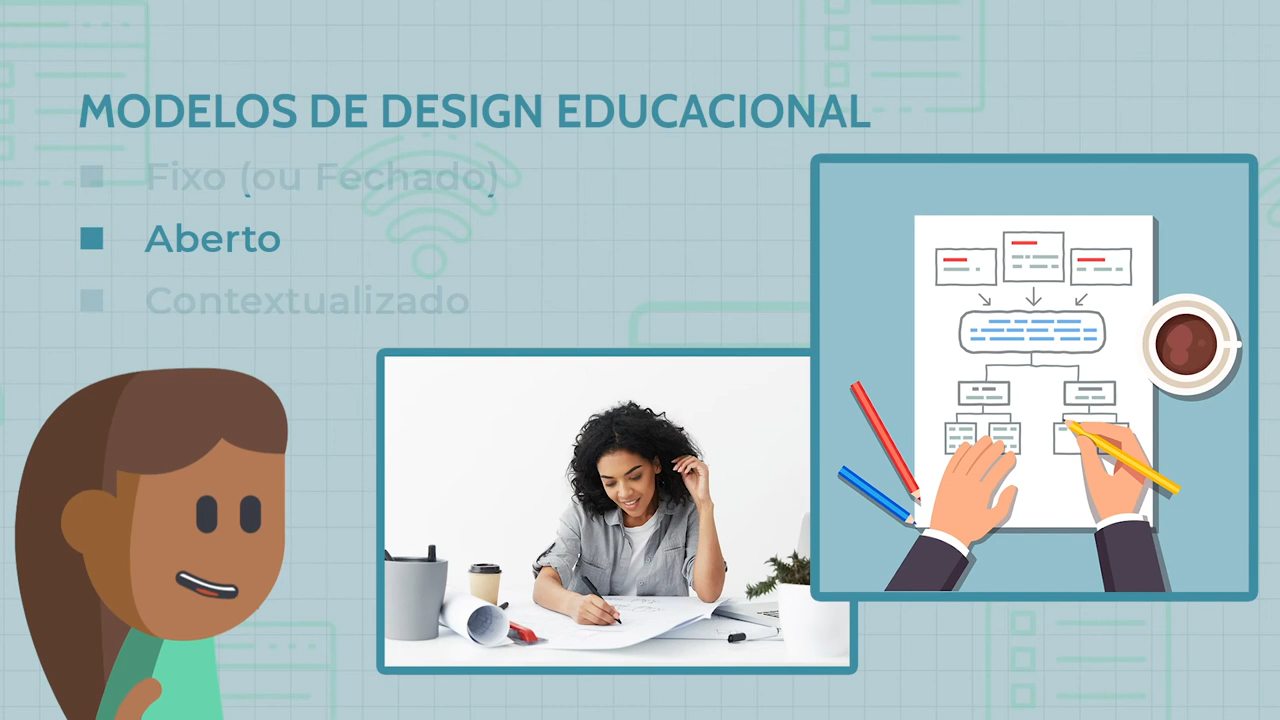 MODELOS DE DESIGN EDUCACIONAL
Fixo (ou Fechado)
Aberto
Contextualizado